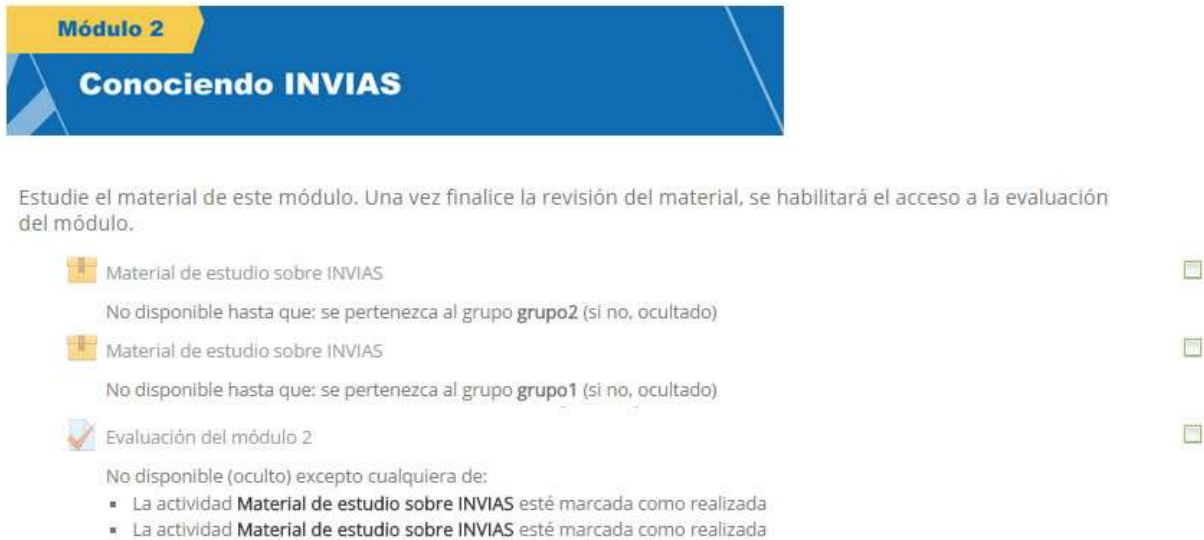 Módulo 2
Conociendo INVIAS
Estudie el material de este módulo. Una vez finalice la revisión del material, se habilitará el acceso a la evaluación
del módulo.
Material de estudio sobre INVIAS
No disponible hasta que: se pertenezca al grupo grupo2 (si no, ocultado)
Material de estudio sobre INVIAS
No disponible hasta que: se pertenezca al grupo grupo1 (si no, ocultado)
Evaluación del módulo 2
No disponible (oculto) excepto cualquiera de:
▪ La actividad Material de estudio sobre INVIAS esté marcada como realizada
▪ La actividad Material de estudio sobre INVIAS esté marcada como realizada